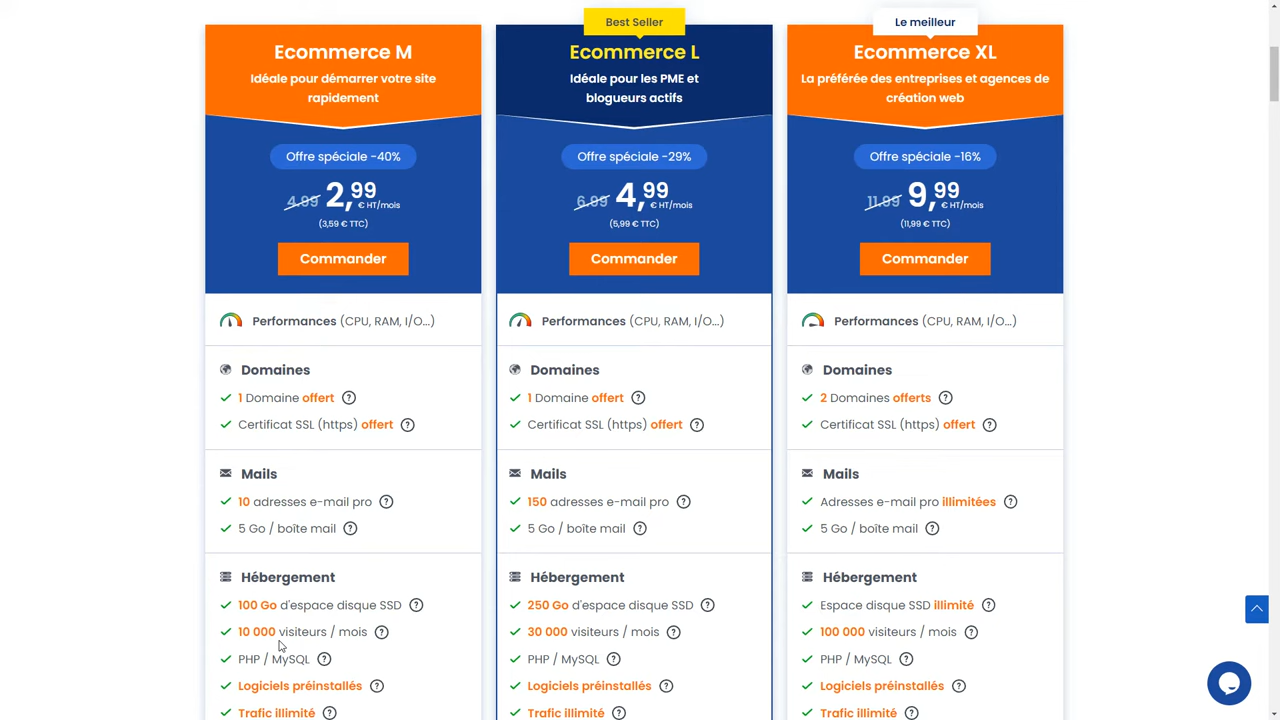 Best Seller
Le meilleur
Ecommerce M
Idéale pour démarrer votre site
rapidement
Offre spéciale -40%
4.99 2,99 € HT/mois
(3,59 € TTC)
Commander
Performances (CPU, RAM, I/O...)
Domaines
1 Domaine offert ?
Certificat SSL (https) offert ?
Mails
10 adresses e-mail pro ?
5 Go / boîte mail ?
Hébergement
100 Go d'espace disque SSD ?
10 000 visiteurs / mois ?
PHP / MySQL ?
Logiciels préinstallés ?
Trafic illimité ?
Ecommerce L
Idéale pour les PME et
blogueurs actifs
Offre spéciale -29%
6.99 4,99 € HT/mois
(5,99 € TTC)
Commander
Performances (CPU, RAM, I/O...)
Domaines
1 Domaine offert ?
Certificat SSL (https) offert ?
Mails
150 adresses e-mail pro ?
5 Go / boîte mail ?
Hébergement
250 Go d'espace disque SSD ?
30 000 visiteurs / mois ?
PHP / MySQL ?
Logiciels préinstallés ?
Trafic illimité ?
Ecommerce XL
La préférée des entreprises et agences de
création web
Offre spéciale -16%
11.99 9,99 € HT/mois
(11,99 € TTC)
Commander
Performances (CPU, RAM, I/O...)
Domaines
2 Domaines offerts ?
Certificat SSL (https) offert ?
Mails
Adresses e-mail pro illimitées ?
5 Go / boîte mail ?
Hébergement
Espace disque SSD illimité ?
100 000 visiteurs / mois ?
PHP / MySQL ?
Logiciels préinstallés ?
Trafic illimité ?